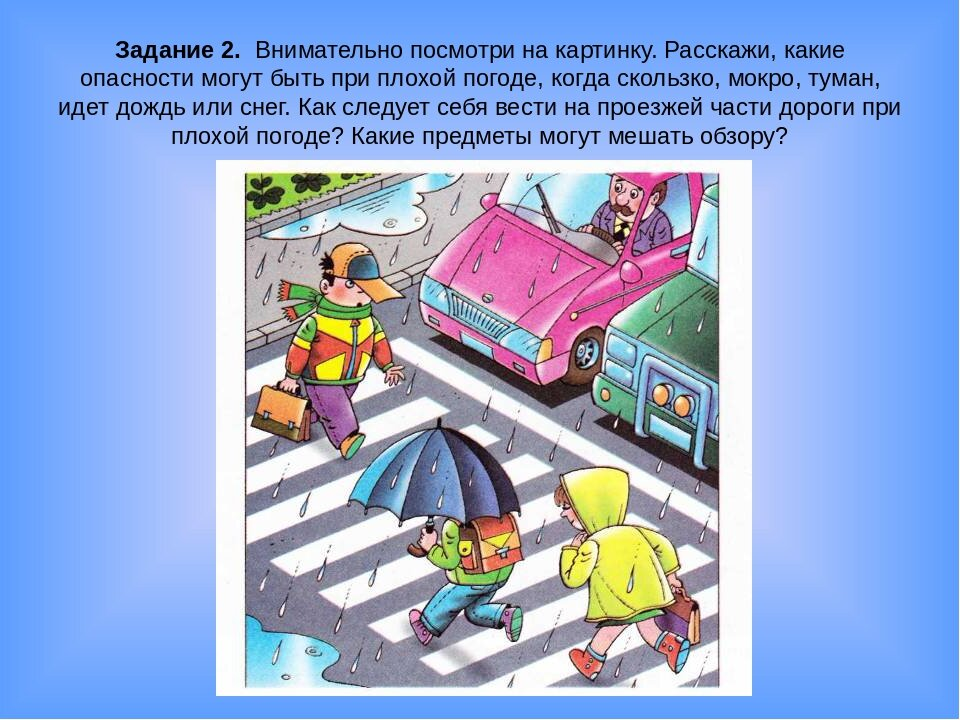 Задание 2. Внимательно посмотри на картинку. Расскажи, какие
опасности могут быть при плохой погоде, когда скользко, мокро, туман,
идет дождь или снег. Как следует себя вести на проезжей части дороги при
плохой погоде? Какие предметы могут мешать обзору?